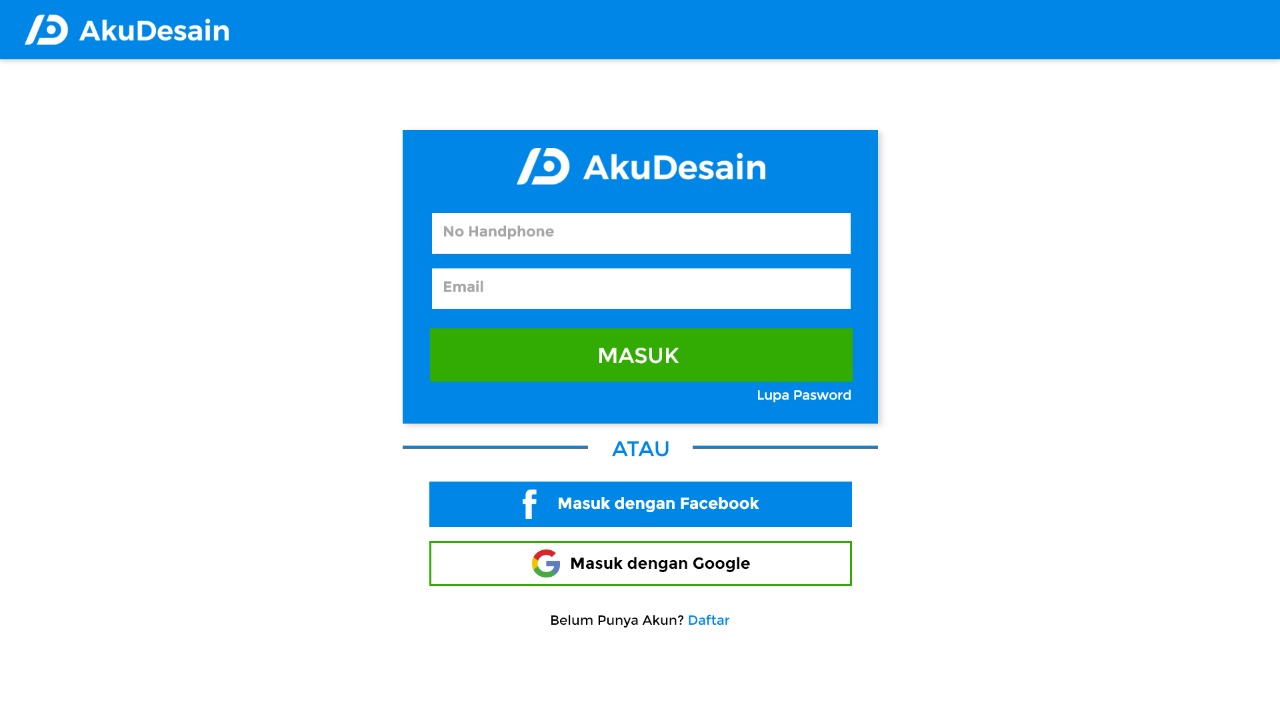 AkuDesain
AkuDesain
No Handphone
Email
MASUK
Lupa Pasword
ATAU
Masuk dengan Facebook
Masuk dengan Google
Belum Punya Akun? Daftar